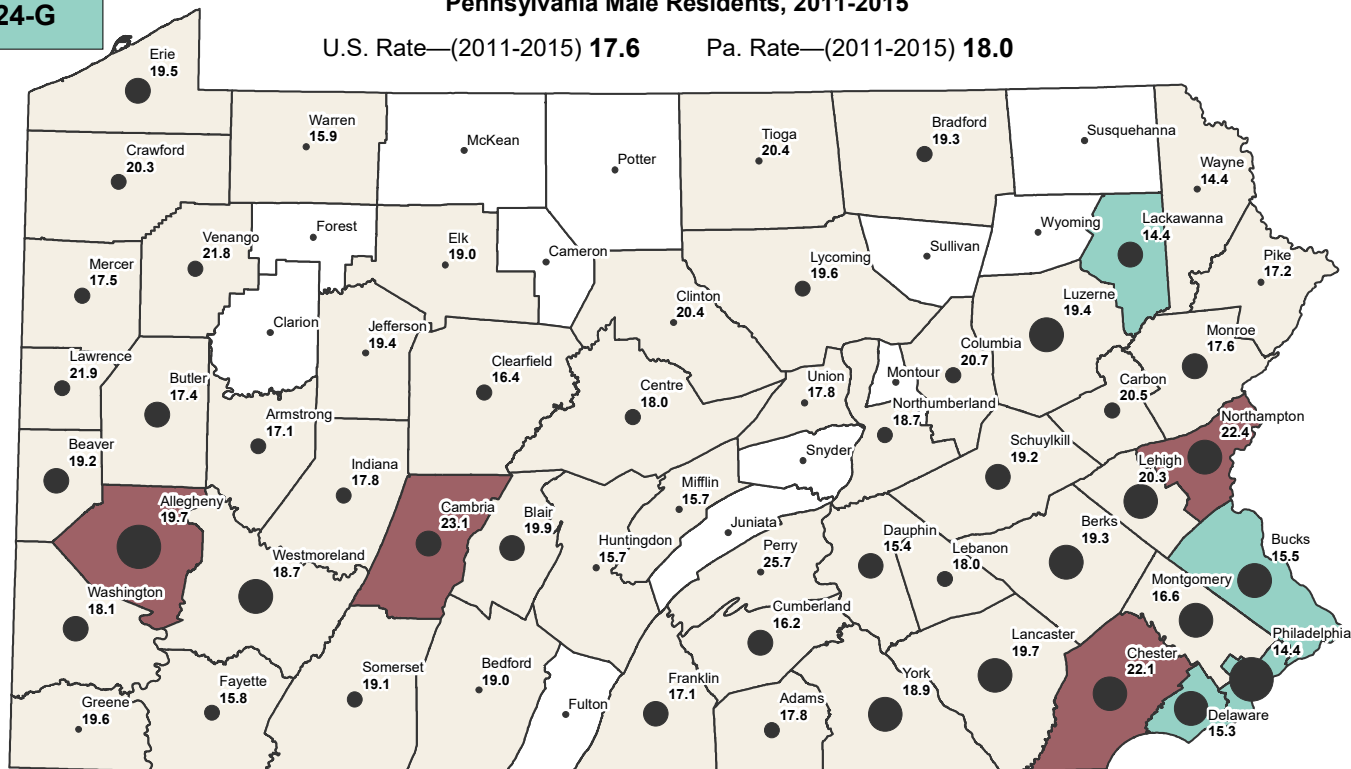 24-G
Pennsylvania Male Residents, 2011-2015
U.S. Rate—(2011-2015) 17.6
Pa. Rate—(2011-2015) 18.0
Erie
19.5
Warren
15.9
McKean
Potter
Tioga
20.4
Bradford
19.3
Susquehanna
Wayne
14.4
Crawford
20.3
Venango
21.8
Forest
Elk
19.0
Cameron
Lycoming
19.6
Sullivan
Wyoming
Lackawanna
14.4
Pike
17.2
Mercer
17.5
Clarion
Jefferson
19.4
Clinton
20.4
Luzerne
19.4
Monroe
17.6
Lawrence
21.9
Butler
17.4
Clearfield
16.4
Centre
18.0
Union
17.8
Montour
Columbia
20.7
Carbon
20.5
Armstrong
17.1
Northumberland
18.7
Northampton
22.4
Beaver
19.2
Indiana
17.8
Snyder
Schuylkill
19.2
Lehigh
20.3
Allegheny
19.7
Cambria
23.1
Blair
19.9
Mifflin
15.7
Juniata
Huntingdon
15.7
Perry
25.7
Dauphin
15.4
Lebanon
18.0
Berks
19.3
Bucks
15.5
Westmoreland
18.7
Washington
18.1
Cumberland
16.2
Montgomery
16.6
Philadelphia
14.4
Lancaster
19.7
Chester
22.1
Somerset
19.1
Bedford
19.0
Fayette
15.8
Greene
19.6
Fulton
Franklin
17.1
Adams
17.8
York
18.9
Delaware
15.3